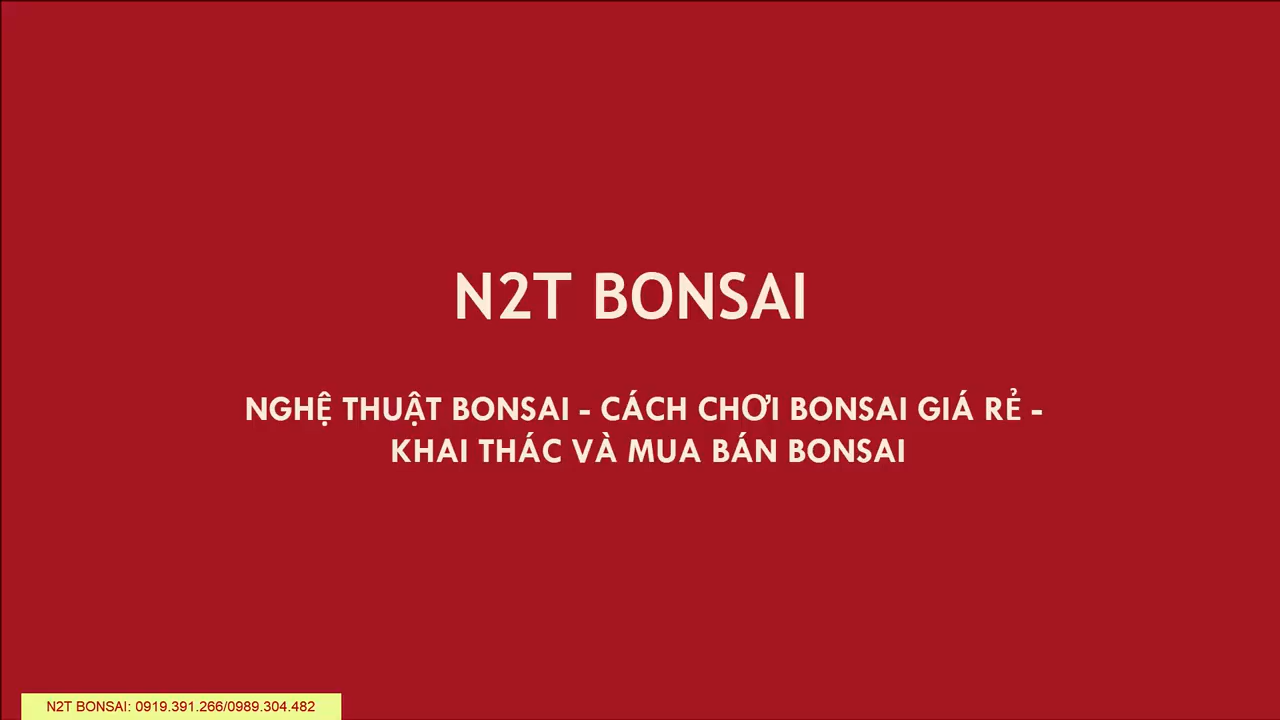 N2T BONSAI
NGHỆ THUẬT BONSAI - CÁCH CHƠI BONSAI GIÁ RẺ -
KHAI THÁC VÀ MUA BÁN BONSAI
N2T BONSAI: 0919.391.266/0989.304.482